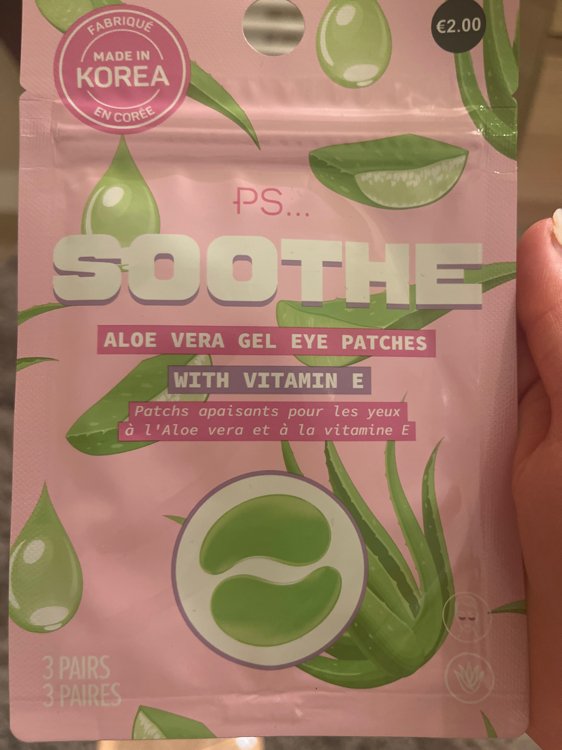 FABRIQUÉ
MADE IN
KOREA
EN CORÉE
€2.00
PS...
SOOTHE
ALOE VERA GEL EYE PATCHES
WITH VITAMIN E
Patchs apaisants pour les yeux
à l'Aloe vera et à la vitamine E
3 PAIRS
3 PAIRES